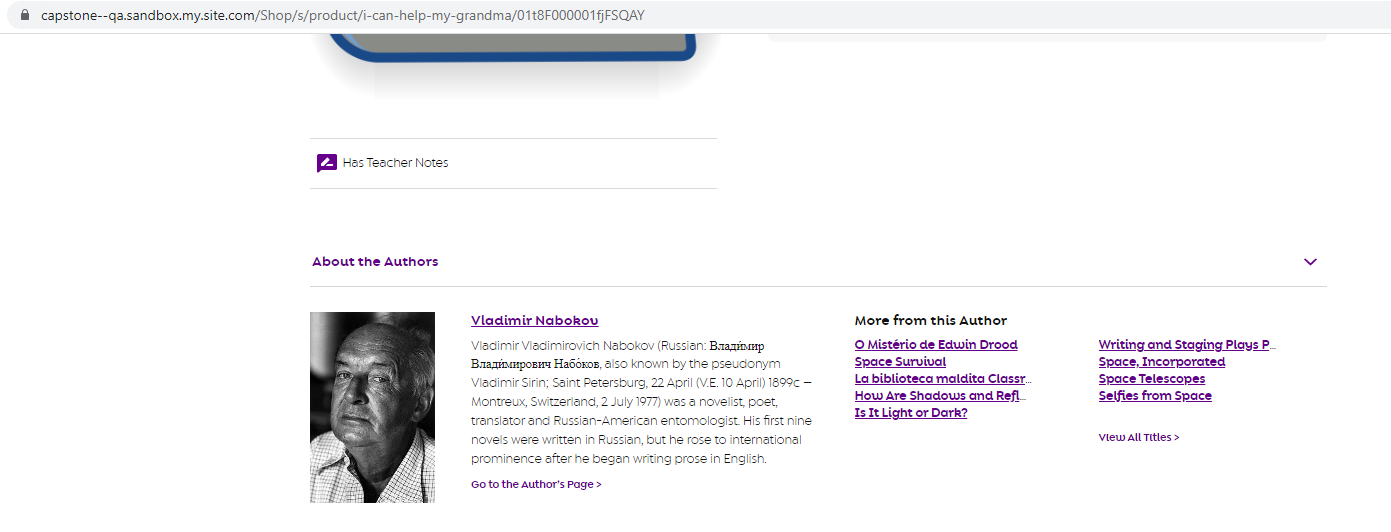 capstone--qa.sandbox.my.site.com/Shop/s/product/i-can-help-my-grandma/01t8F000001fjFSQAY
Has Teacher Notes
About the Authors
Vladimir Nabokov
Vladimir Vladimirovich Nabokov (Russian: Влади́мир
Влади́мирович Набо́ков, also known by the pseudonym
Vladimir Sirin; Saint Petersburg, 22 April (V.E. 10 April) 1899c –
Montreux, Switzerland, 2 July 1977) was a novelist, poet,
translator and Russian-American entomologist. His first nine
novels were written in Russian, but he rose to international
prominence after he began writing prose in English.
Go to the Author's Page >
More from this Author
O Mistério de Edwin Drood
Space Survival
La biblioteca maldita Classr...
How Are Shadows and Refl...
Is It Light or Dark?
Writing and Staging Plays P...
Space, Incorporated
Space Telescopes
Selfies from Space
View All Titles >